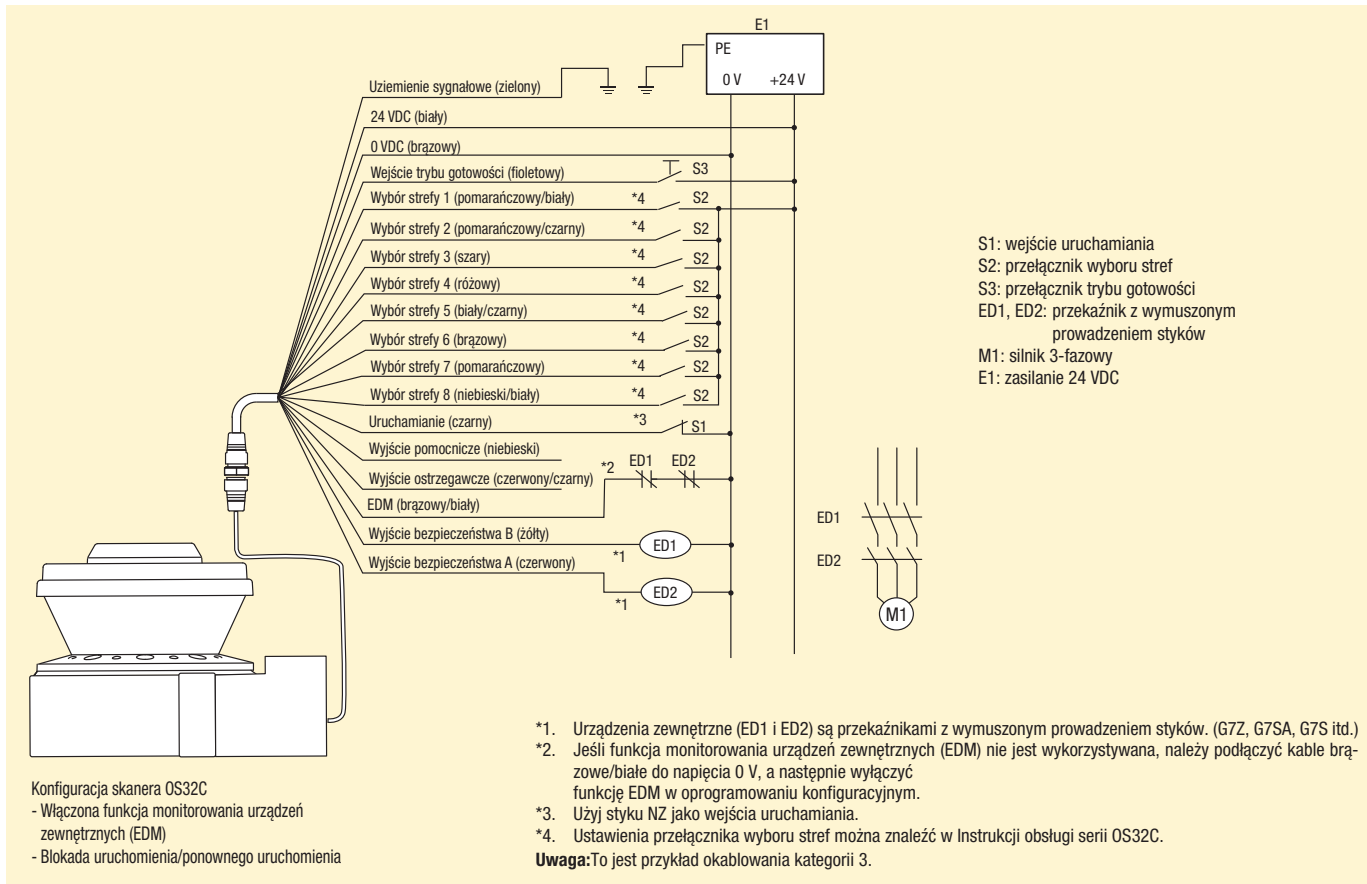 E1
PE
0 V +24 V
Uziemienie sygnałowe (zielony)
24 VDC (biały)
0 VDC (brązowy)
Wejście trybu gotowości (fioletowy) S3
Wybór strefy 1 (pomarańczowy/biały) *4 S2
Wybór strefy 2 (pomarańczowy/czarny) *4 S2
Wybór strefy 3 (szary) *4 S2
Wybór strefy 4 (różowy) *4 S2
Wybór strefy 5 (biały/czarny) *4 S2
Wybór strefy 6 (brązowy) *4 S2
Wybór strefy 7 (pomarańczowy) *4 S2
Wybór strefy 8 (niebieski/biały) *4 S2
Uruchamianie (czarny) *3 S1
Wyjście pomocnicze (niebieski)
Wyjście ostrzegawcze (czerwony/czarny) *2 ED1 ED2
EDM (brązowy/biały)
Wyjście bezpieczeństwa B (żółty) *1 ED1
Wyjście bezpieczeństwa A (czerwony) *1 ED2
S1: wejście uruchamiania
S2: przełącznik wyboru stref
S3: przełącznik trybu gotowości
ED1, ED2: przekaźnik z wymuszonym
prowadzeniem styków
M1: silnik 3-fazowy
E1: zasilanie 24 VDC
ED1
ED2
M1
Konfiguracja skanera OS32C
- Włączona funkcja monitorowania urządzeń
zewnętrznych (EDM)
- Blokada uruchomienia/ponownego uruchomienia
*1. Urządzenia zewnętrzne (ED1 i ED2) są przekaźnikami z wymuszonym prowadzeniem styków. (G7Z, G7SA, G7S itd.)
*2. Jeśli funkcja monitorowania urządzeń zewnętrznych (EDM) nie jest wykorzystywana, należy podłączyć kable brą-
zowe/białe do napięcia 0 V, a następnie wyłączyć
funkcję EDM w oprogramowaniu konfiguracyjnym.
*3. Użyj styku NZ jako wejścia uruchamiania.
*4. Ustawienia przełącznika wyboru stref można znaleźć w Instrukcji obsługi serii OS32C.
Uwaga:To jest przykład okablowania kategorii 3.